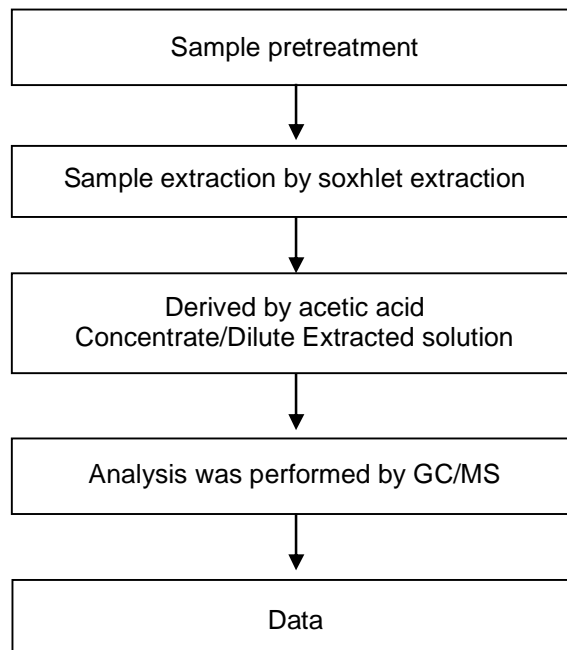 Sample pretreatment
Sample extraction by soxhlet extraction
Derived by acetic acid
Concentrate/Dilute Extracted solution
Analysis was performed by GC/MS
Data